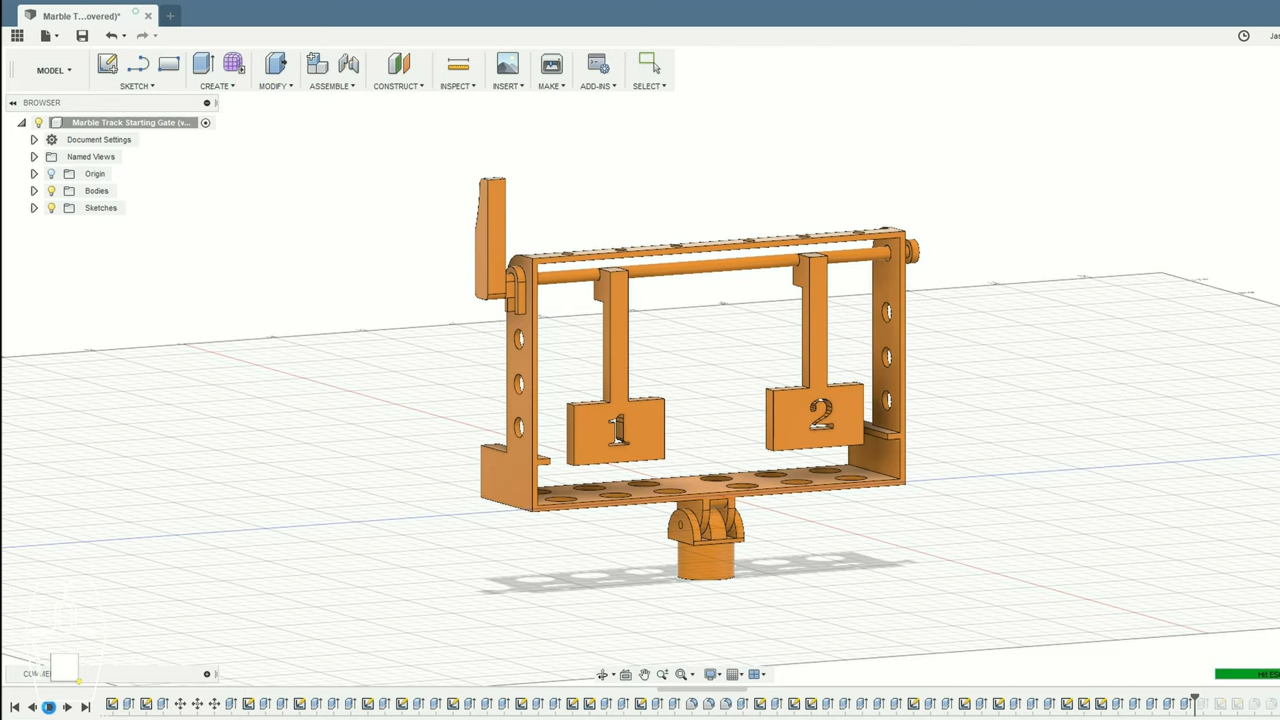 Marble T...overed)*
MODEL
SKETCH
CREATE
MODIFY
ASSEMBLE
CONSTRUCT
INSPECT
INSERT
MAKE
ADD-INS
SELECT
BROWSER
Marble Track Starting Gate (v...
Document Settings
Named Views
Origin
Bodies
Sketches
1
2